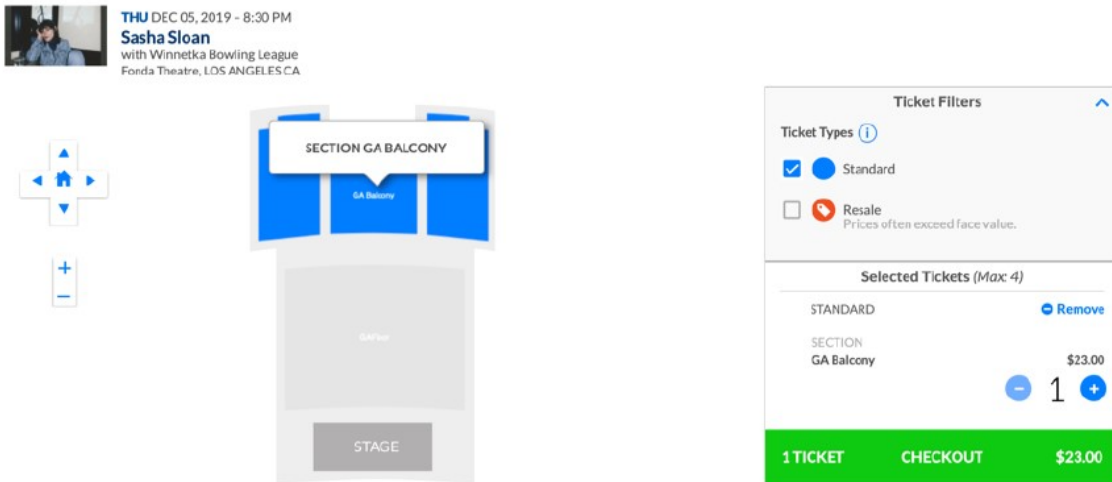 THU DEC 05, 2019 - 8:30 PM
Sasha Sloan
with Winnetka Bowling League
Fonda Theatre, LOS ANGELES CA
SECTION GA BALCONY
GA Balcony
GA Floor
STAGE
Ticket Filters
Ticket Types i
Standard
Resale
Prices often exceed face value.
Selected Tickets (Max: 4)
STANDARD
Remove
SECTION
GA Balcony
$23.00
1
1 TICKET CHECKOUT $23.00